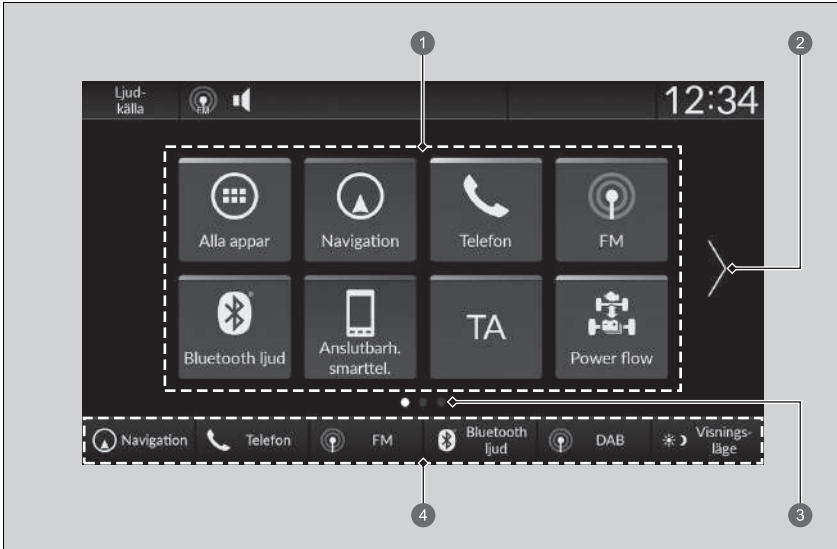 1
2
Ljud-
källa
FM
12:34
Alla appar
Navigation
Telefon
FM
Bluetooth ljud
Anslutbarh.
smarttel.
TA
Power flow
Navigation
Telefon
FM
Bluetooth
ljud
DAB
Visnings-
läge
4
3